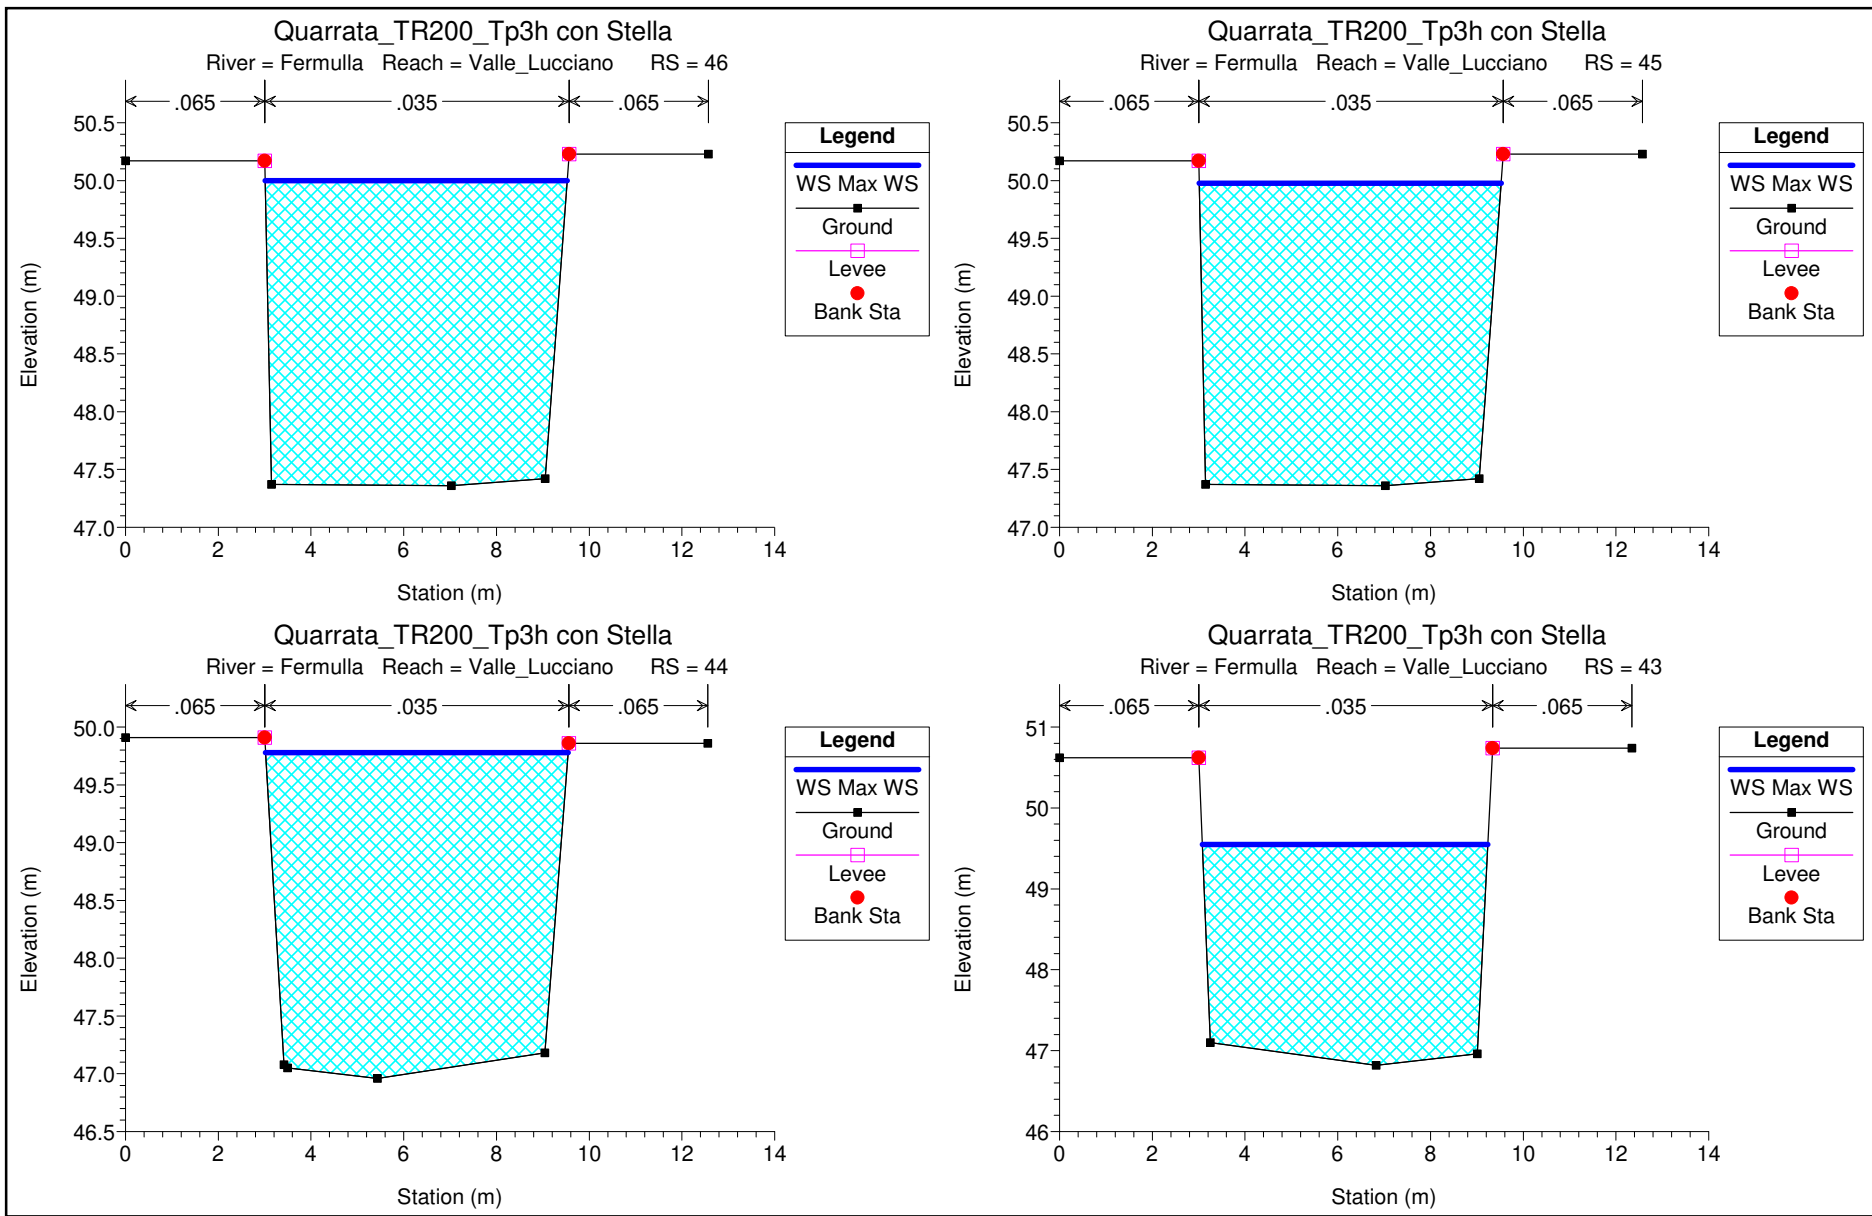 Quarrata_TR200_Tp3h con Stella
River = Fermulla Reach = Valle_Lucciano RS = 46
.065 .035 .065
50.5
50.0
49.5
49.0
48.5
48.0
47.5
47.0
Elevation (m)
0 2 4 6 8 10 12 14
Station (m)
Legend
WS Max WS
Ground
Levee
Bank Sta
Quarrata_TR200_Tp3h con Stella
River = Fermulla Reach = Valle_Lucciano RS = 45
.065 .035 .065
50.5
50.0
49.5
49.0
48.5
48.0
47.5
47.0
Elevation (m)
0 2 4 6 8 10 12 14
Station (m)
Legend
WS Max WS
Ground
Levee
Bank Sta
Quarrata_TR200_Tp3h con Stella
River = Fermulla Reach = Valle_Lucciano RS = 44
.065 .035 .065
50.0
49.5
49.0
48.5
48.0
47.5
47.0
46.5
Elevation (m)
0 2 4 6 8 10 12 14
Station (m)
Legend
WS Max WS
Ground
Levee
Bank Sta
Quarrata_TR200_Tp3h con Stella
River = Fermulla Reach = Valle_Lucciano RS = 43
.065 .035 .065
51
50
49
48
47
46
Elevation (m)
0 2 4 6 8 10 12 14
Station (m)
Legend
WS Max WS
Ground
Levee
Bank Sta